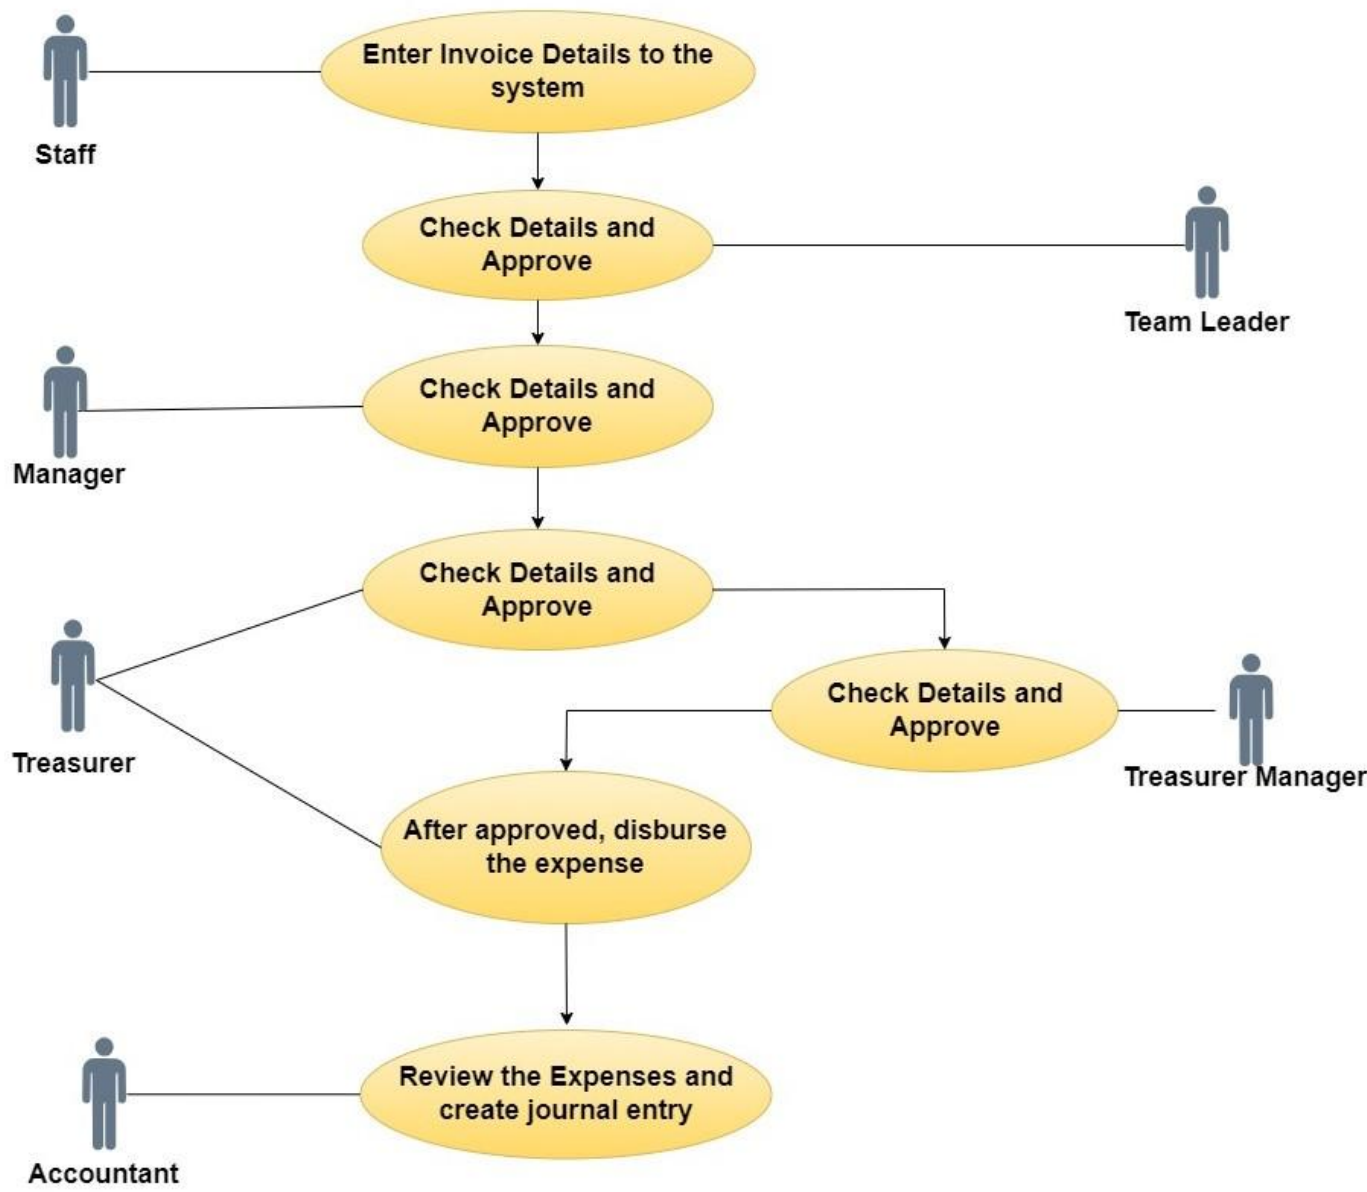 Enter Invoice Details to the
system
Staff
Check Details and
Approve
Team Leader
Check Details and
Approve
Manager
Check Details and
Approve
Check Details and
Approve
Treasurer
Treasurer Manager
After approved, disburse
the expense
Review the Expenses and
create journal entry
Accountant